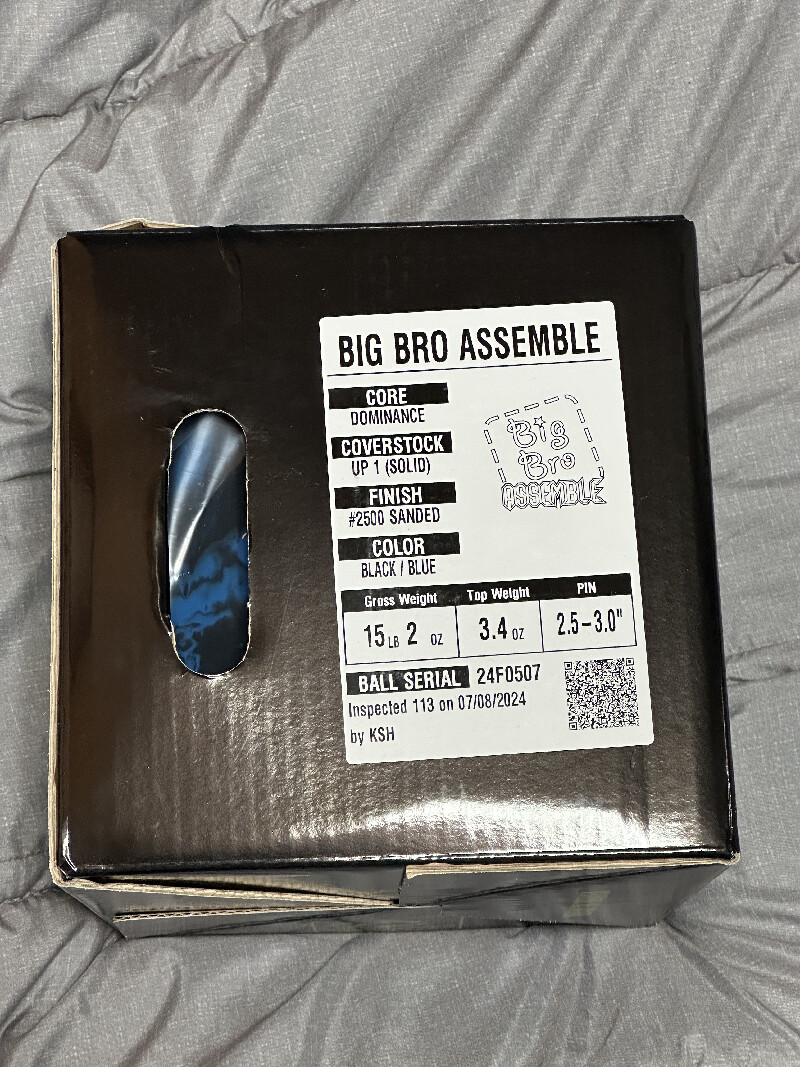 BIG BRO ASSEMBLE
CORE
DOMINANCE
COVERSTOCK
UP 1 (SOLID)
FINISH
#2500 SANDED
COLOR
BLACK / BLUE
Big
Bro
ASSEMBLE
Gross Weight Top Weight PIN
15 LB 2 OZ 3.4 OZ 2.5-3.0"
BALL SERIAL 24F0507
Inspected 113 on 07/08/2024
by KSH